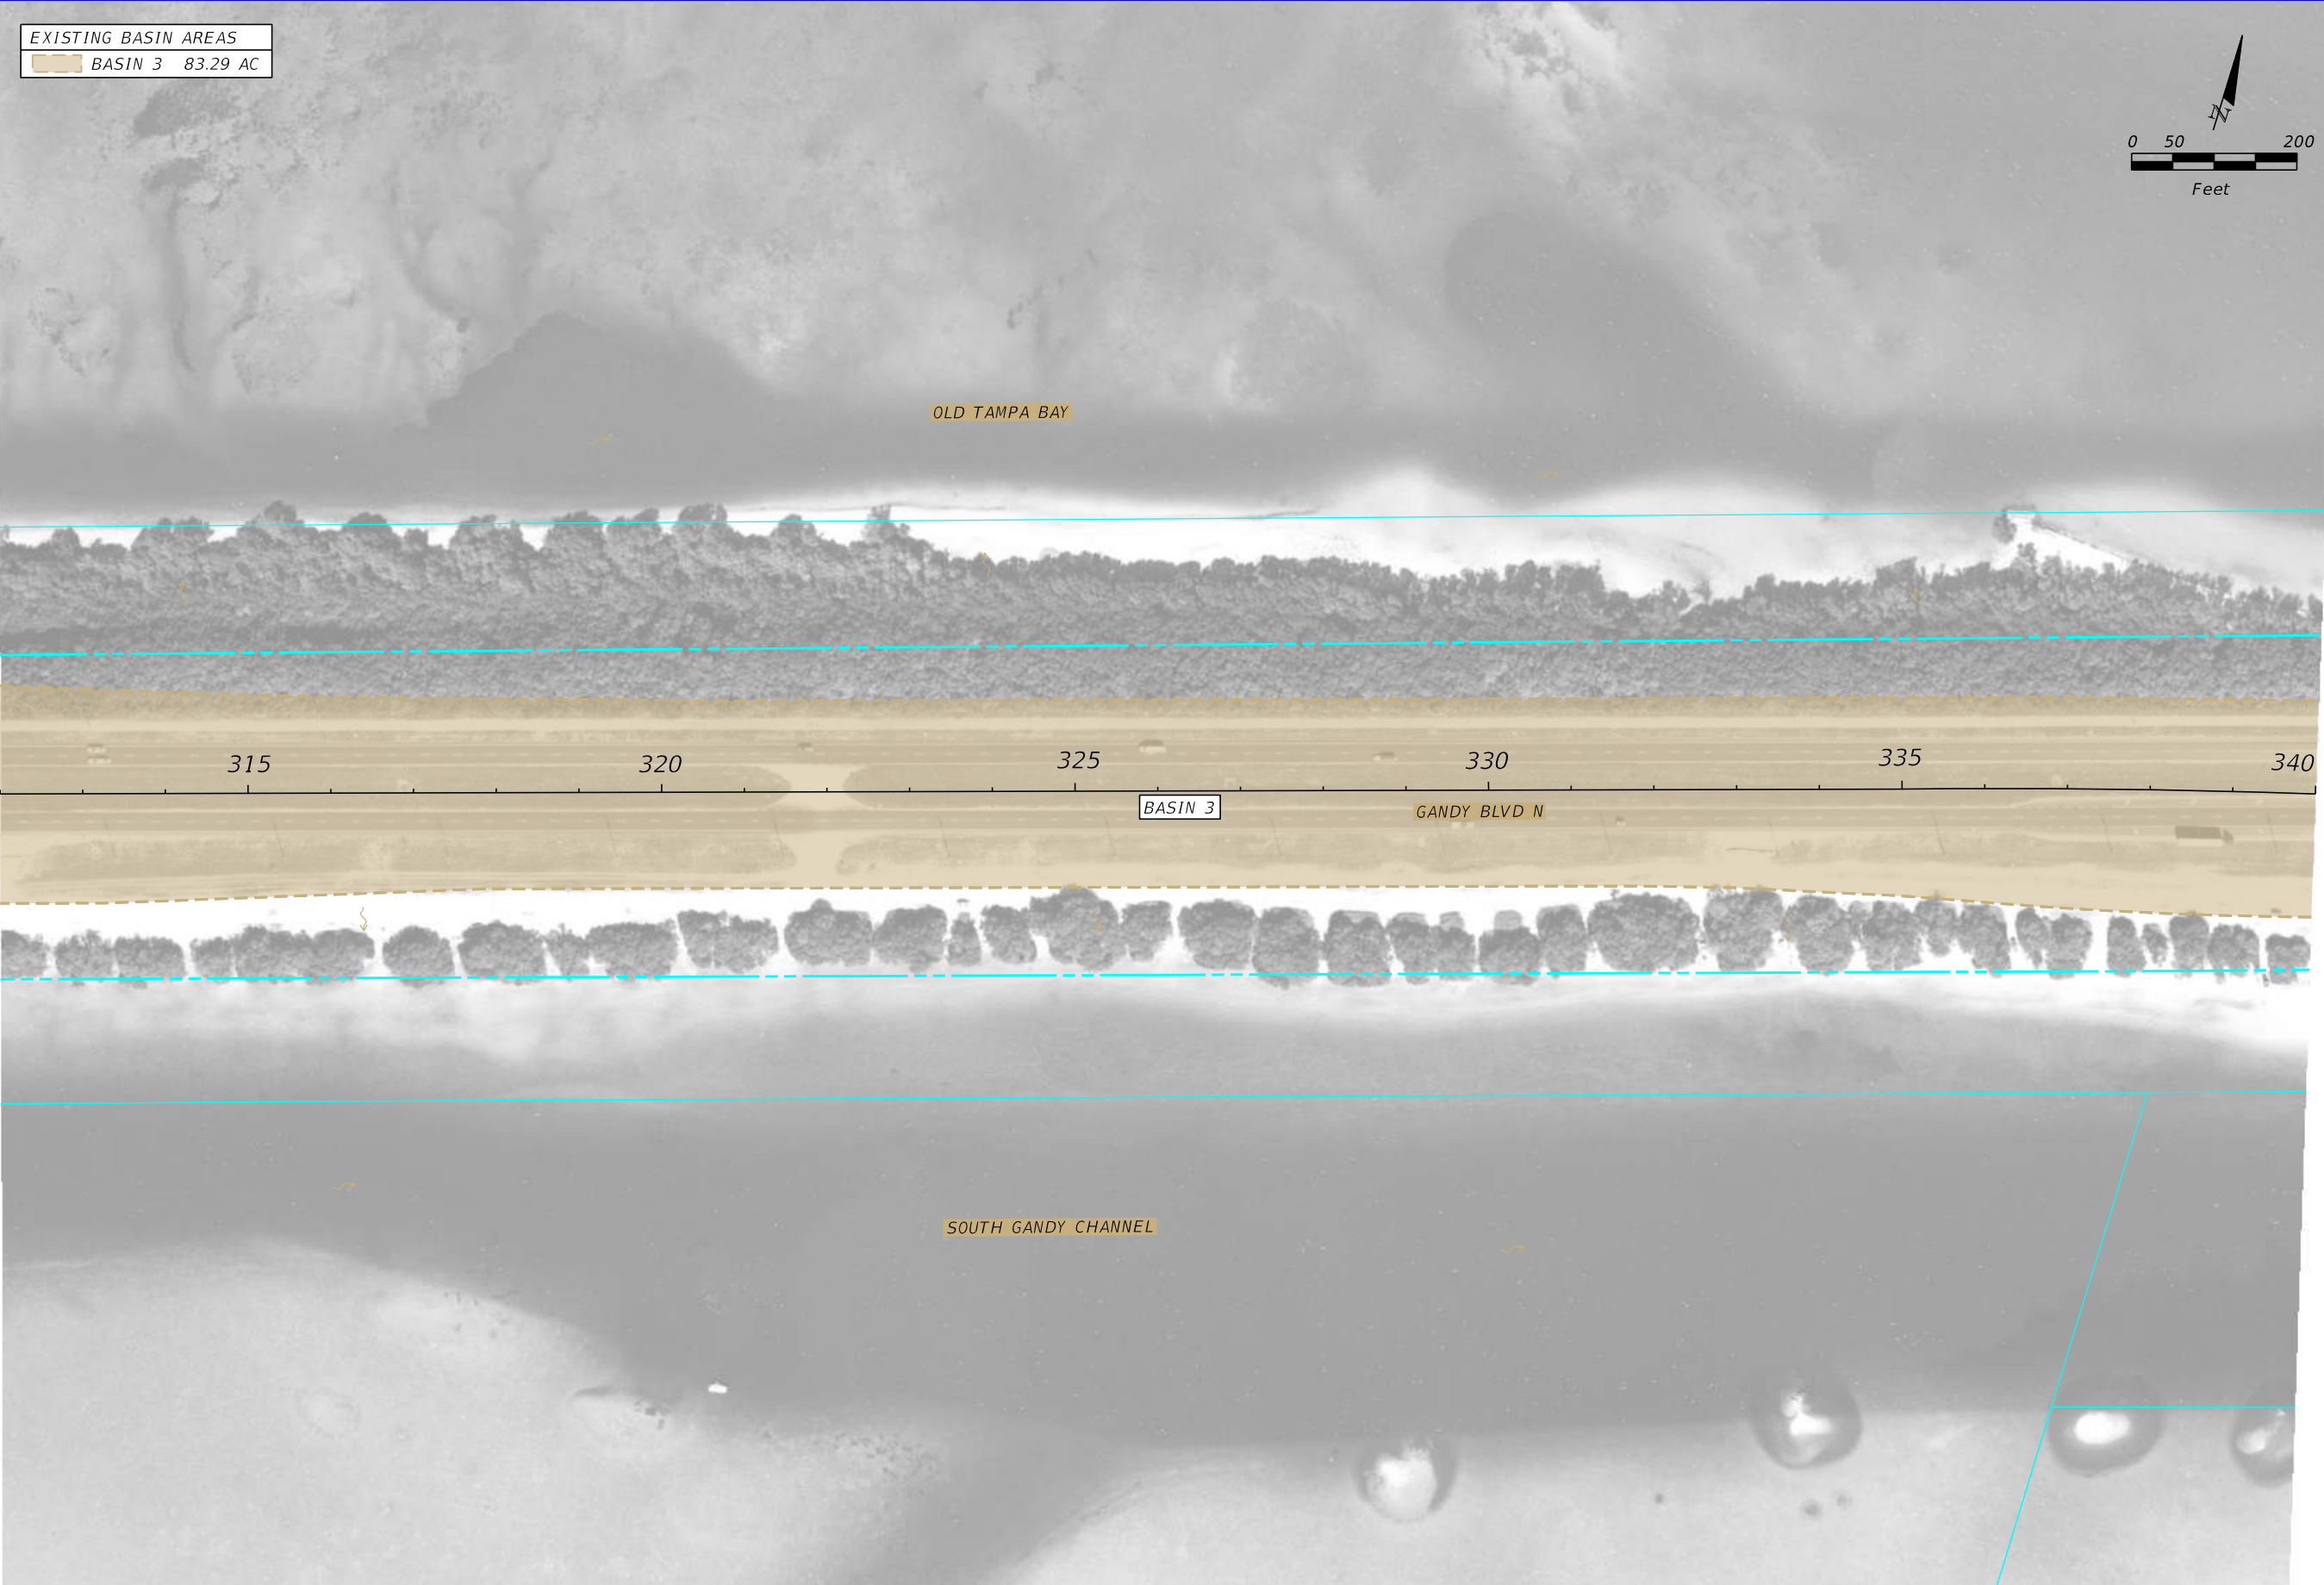 EXISTING BASIN AREAS
BASIN 3 83.29 AC
N
0 50 200
Feet
OLD TAMPA BAY
315 320 325 330 335 340
BASIN 3
GANDY BLVD N
SOUTH GANDY CHANNEL